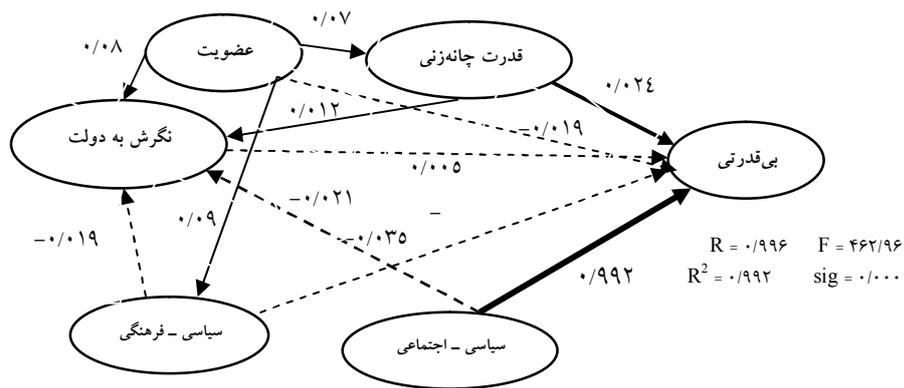 ۰/۰۷
عضویت
قدرت چانه‌زنی
۰/۰۸
۰/۰۲٤
۰/۰۱۲
−۰/۰۱۹
نگرش به دولت
بی‌قدرتی
۰/۰۰۵
−۰/۰۲۱
۰/۰۹
−
−۰/۰۳۵
−۰/۰۱۹
R = ۰/۹۹۶ F = ۴۶۲/۹۶
۰/۹۹۲
R² = ۰/۹۹۲ sig = ۰/۰۰۰
سیاسی – فرهنگی
سیاسی – اجتماعی